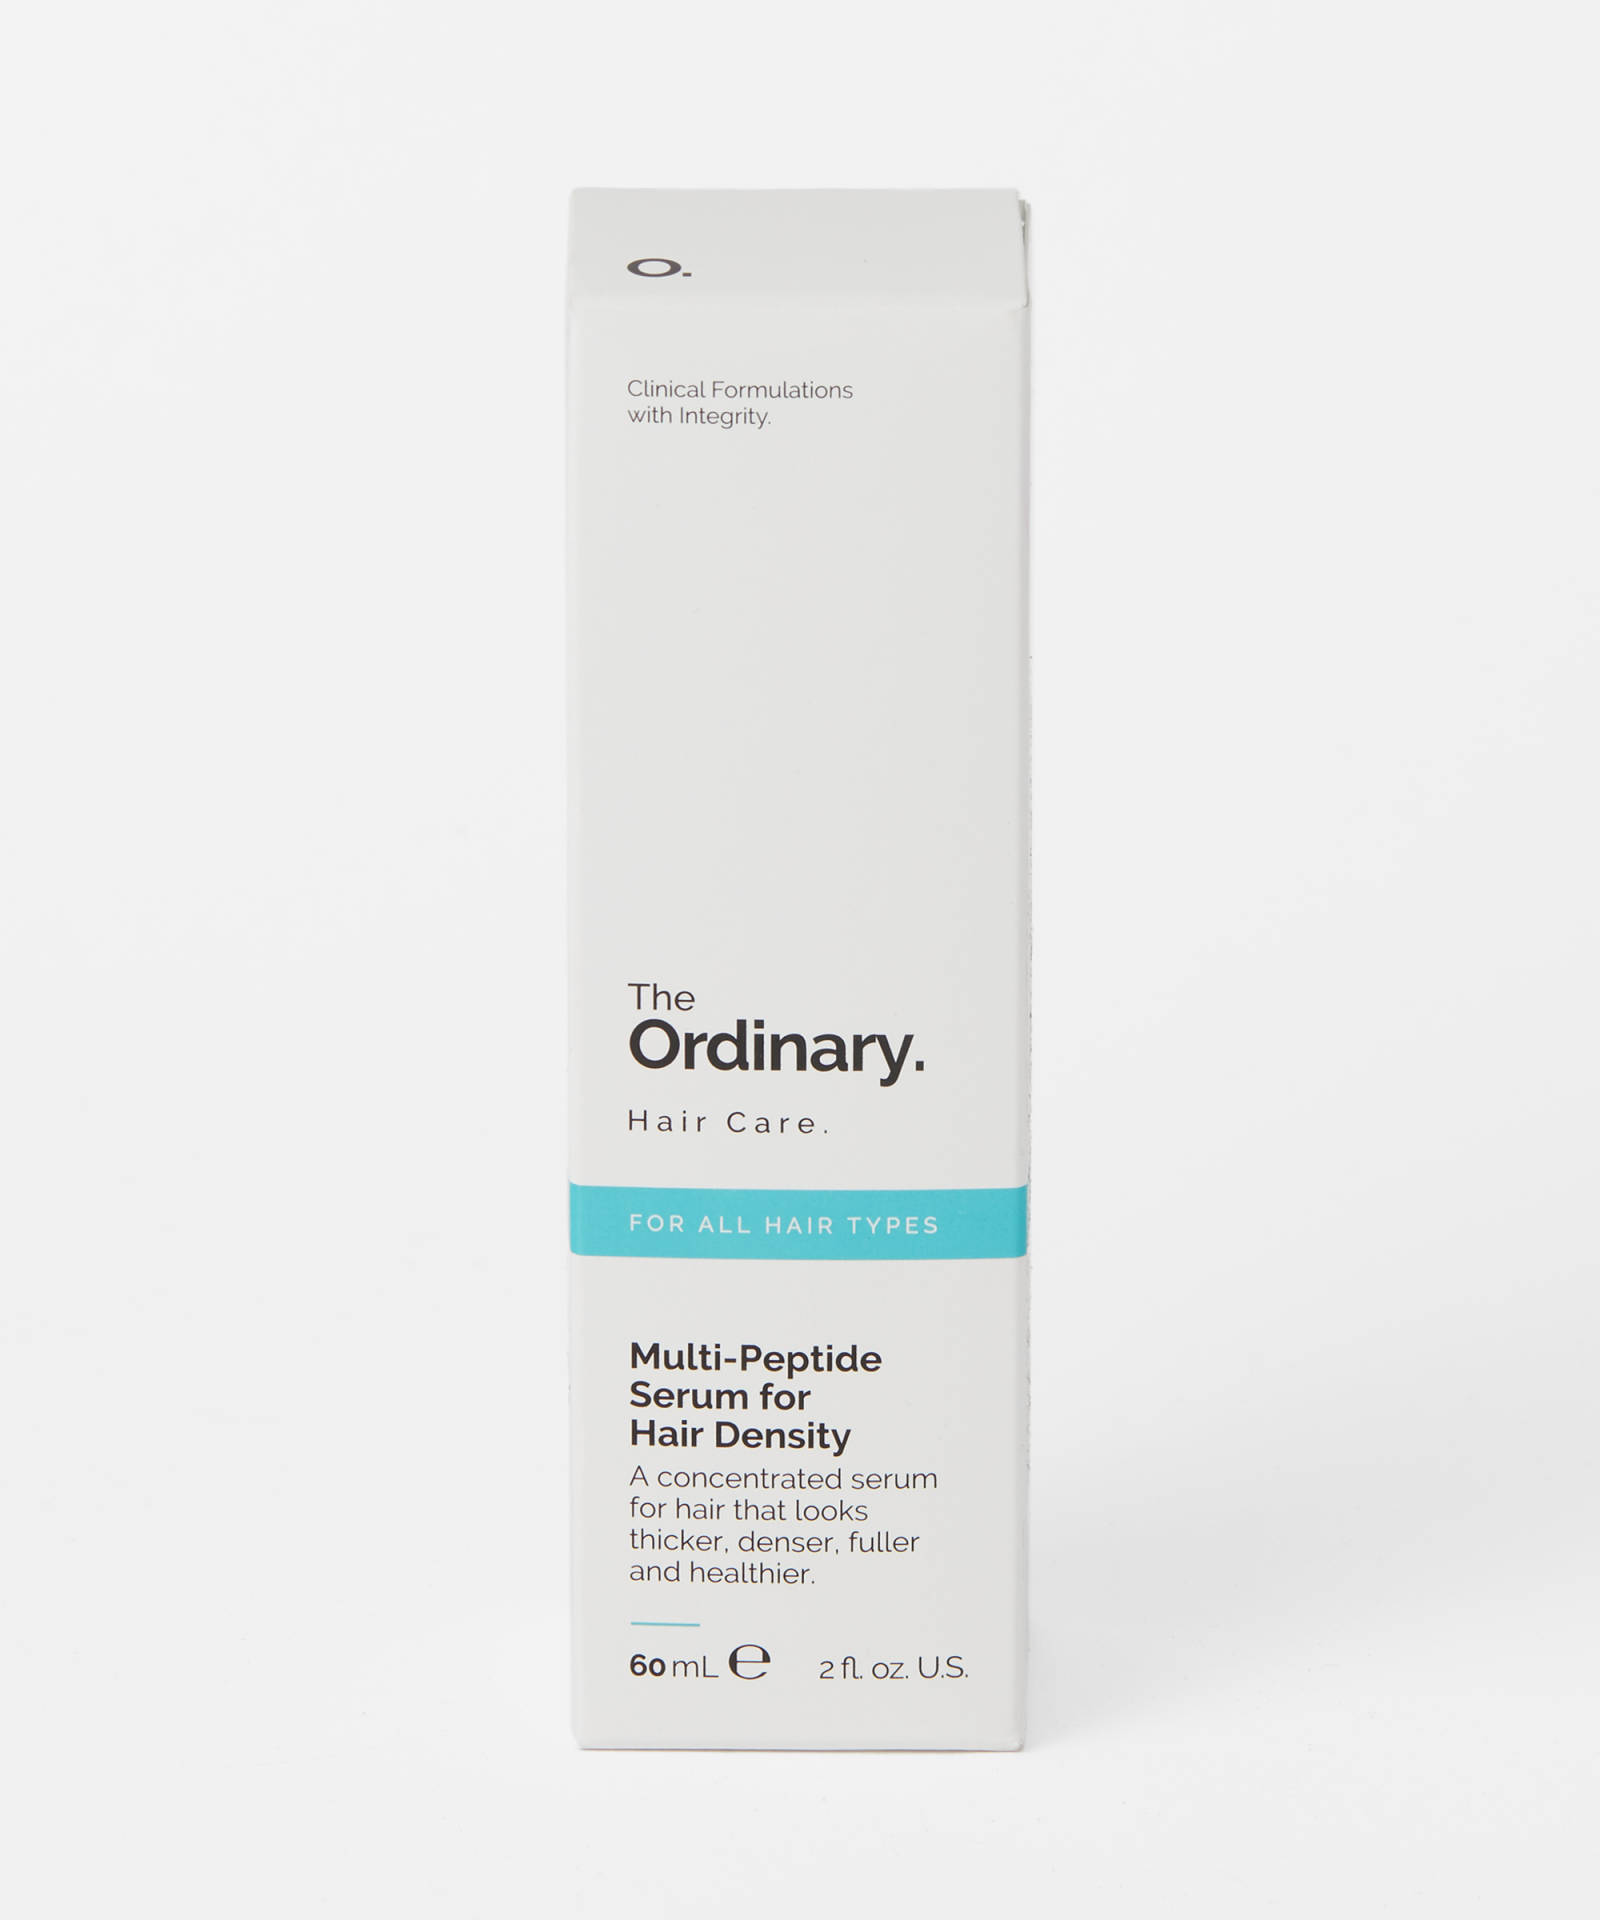 O.
Clinical Formulations
with Integrity.
The
Ordinary.
Hair Care.
FOR ALL HAIR TYPES
Multi-Peptide
Serum for
Hair Density
A concentrated serum
for hair that looks
thicker, denser, fuller
and healthier.
60 mL ℮ 2 fl. oz. U.S.